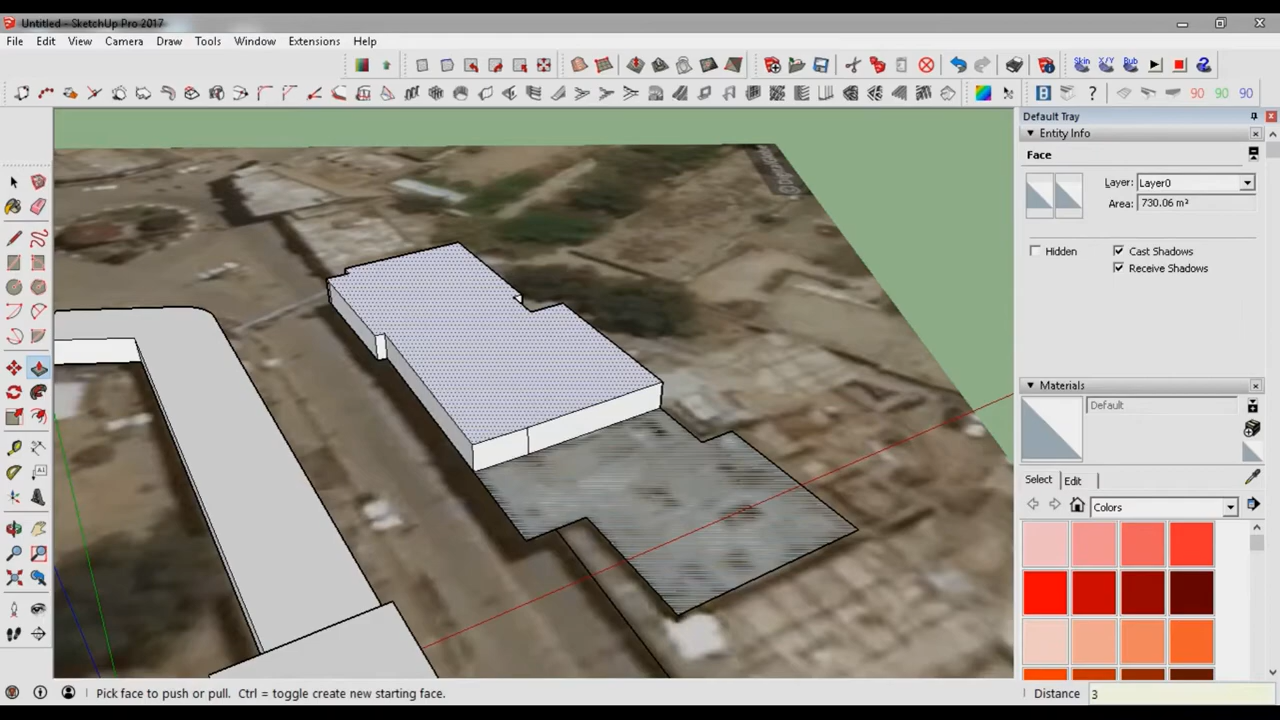 Untitled - SketchUp Pro 2017
File Edit View Camera Draw Tools Window Extensions Help
Skin X/Y Bub
90 90 90
Default Tray
Entity Info
Face
Layer: Layer0
Area: 730.06 m²
Hidden Cast Shadows
Receive Shadows
Materials
Default
Select Edit
Colors
Pick face to push or pull. Ctrl = toggle create new starting face.
Distance 3